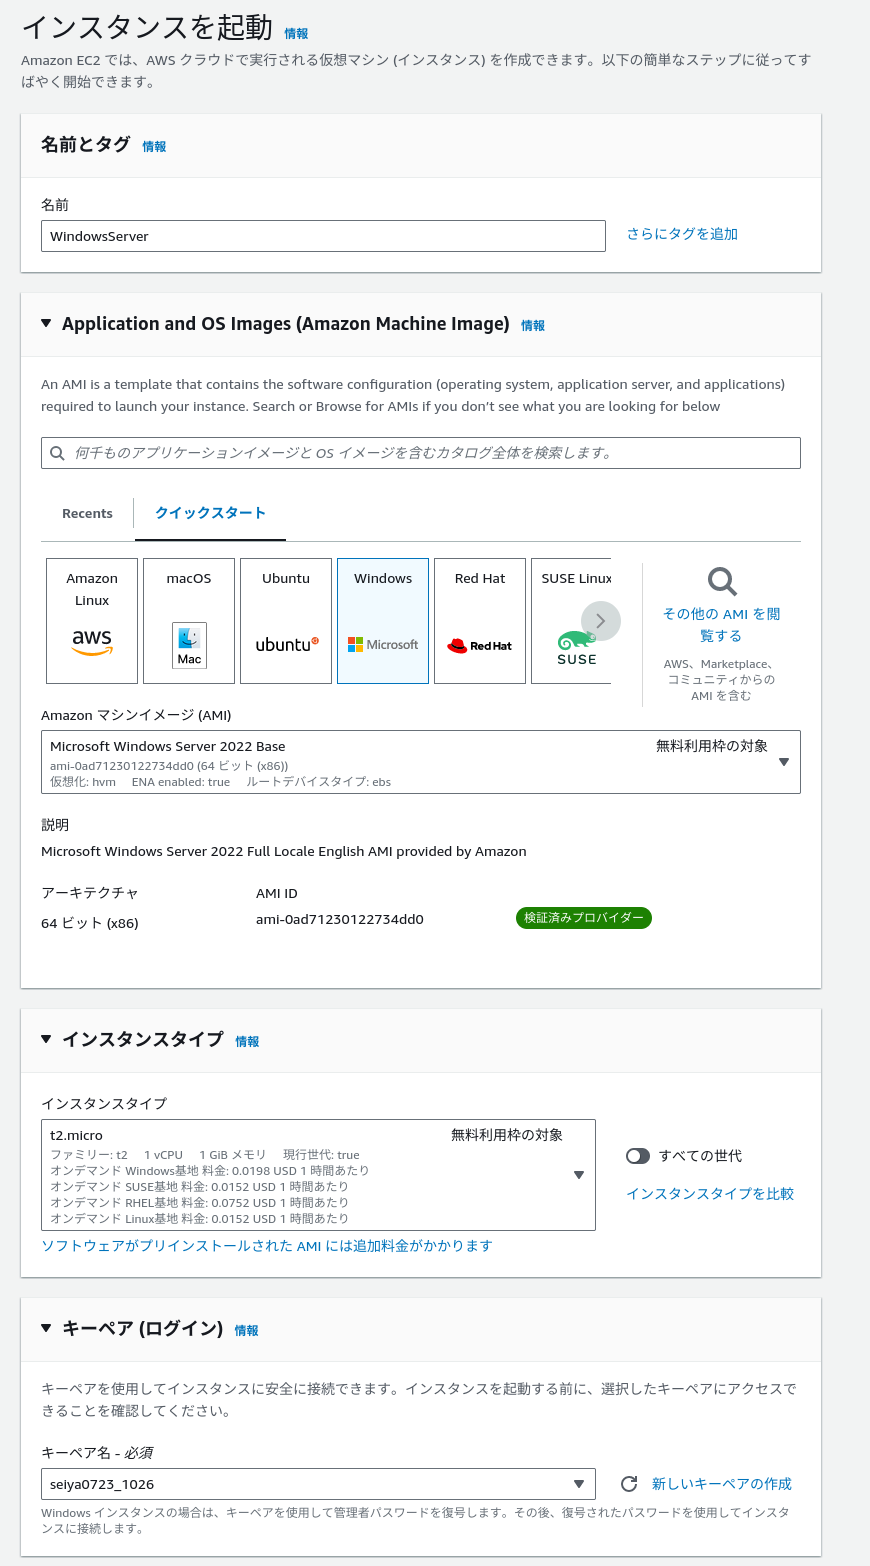 インスタンスを起動 情報
Amazon EC2 では、AWS クラウドで実行される仮想マシン (インスタンス) を作成できます。以下の簡単なステップに従ってす
ばやく開始できます。
名前とタグ 情報
名前
WindowsServer
さらにタグを追加
Application and OS Images (Amazon Machine Image) 情報
An AMI is a template that contains the software configuration (operating system, application server, and applications)
required to launch your instance. Search or Browse for AMIs if you don’t see what you are looking for below
何千ものアプリケーションイメージと OS イメージを含むカタログ全体を検索します。
Recents
クイックスタート
Amazon
Linux
aws
macOS
Mac
Ubuntu
ubuntu
Windows
Microsoft
Red Hat
Red Hat
SUSE Linux
SUSE
その他の AMI を閲
覧する
AWS、Marketplace、
コミュニティからの
AMI を含む
Amazon マシンイメージ (AMI)
Microsoft Windows Server 2022 Base 無料利用枠の対象
ami-0ad71230122734dd0 (64 ビット (x86))
仮想化: hvm ENA enabled: true ルートデバイスタイプ: ebs
説明
Microsoft Windows Server 2022 Full Locale English AMI provided by Amazon
アーキテクチャ
64 ビット (x86)
AMI ID
ami-0ad71230122734dd0
検証済みプロバイダー
インスタンスタイプ 情報
インスタンスタイプ
t2.micro 無料利用枠の対象
ファミリー: t2 1 vCPU 1 GiB メモリ 現行世代: true
オンデマンド Windows基地 料金: 0.0198 USD 1 時間あたり
オンデマンド SUSE基地 料金: 0.0152 USD 1 時間あたり
オンデマンド RHEL基地 料金: 0.0752 USD 1 時間あたり
オンデマンド Linux基地 料金: 0.0152 USD 1 時間あたり
すべての世代
インスタンスタイプを比較
ソフトウェアがプリインストールされた AMI には追加料金がかかります
キーペア (ログイン) 情報
キーペアを使用してインスタンスに安全に接続できます。インスタンスを起動する前に、選択したキーペアにアクセスで
きることを確認してください。
キーペア名 - 必須
seiya0723_1026
新しいキーペアの作成
Windows インスタンスの場合は、キーペアを使用して管理者パスワードを復号します。その後、復号されたパスワードを使用してインスタ
ンスに接続します。